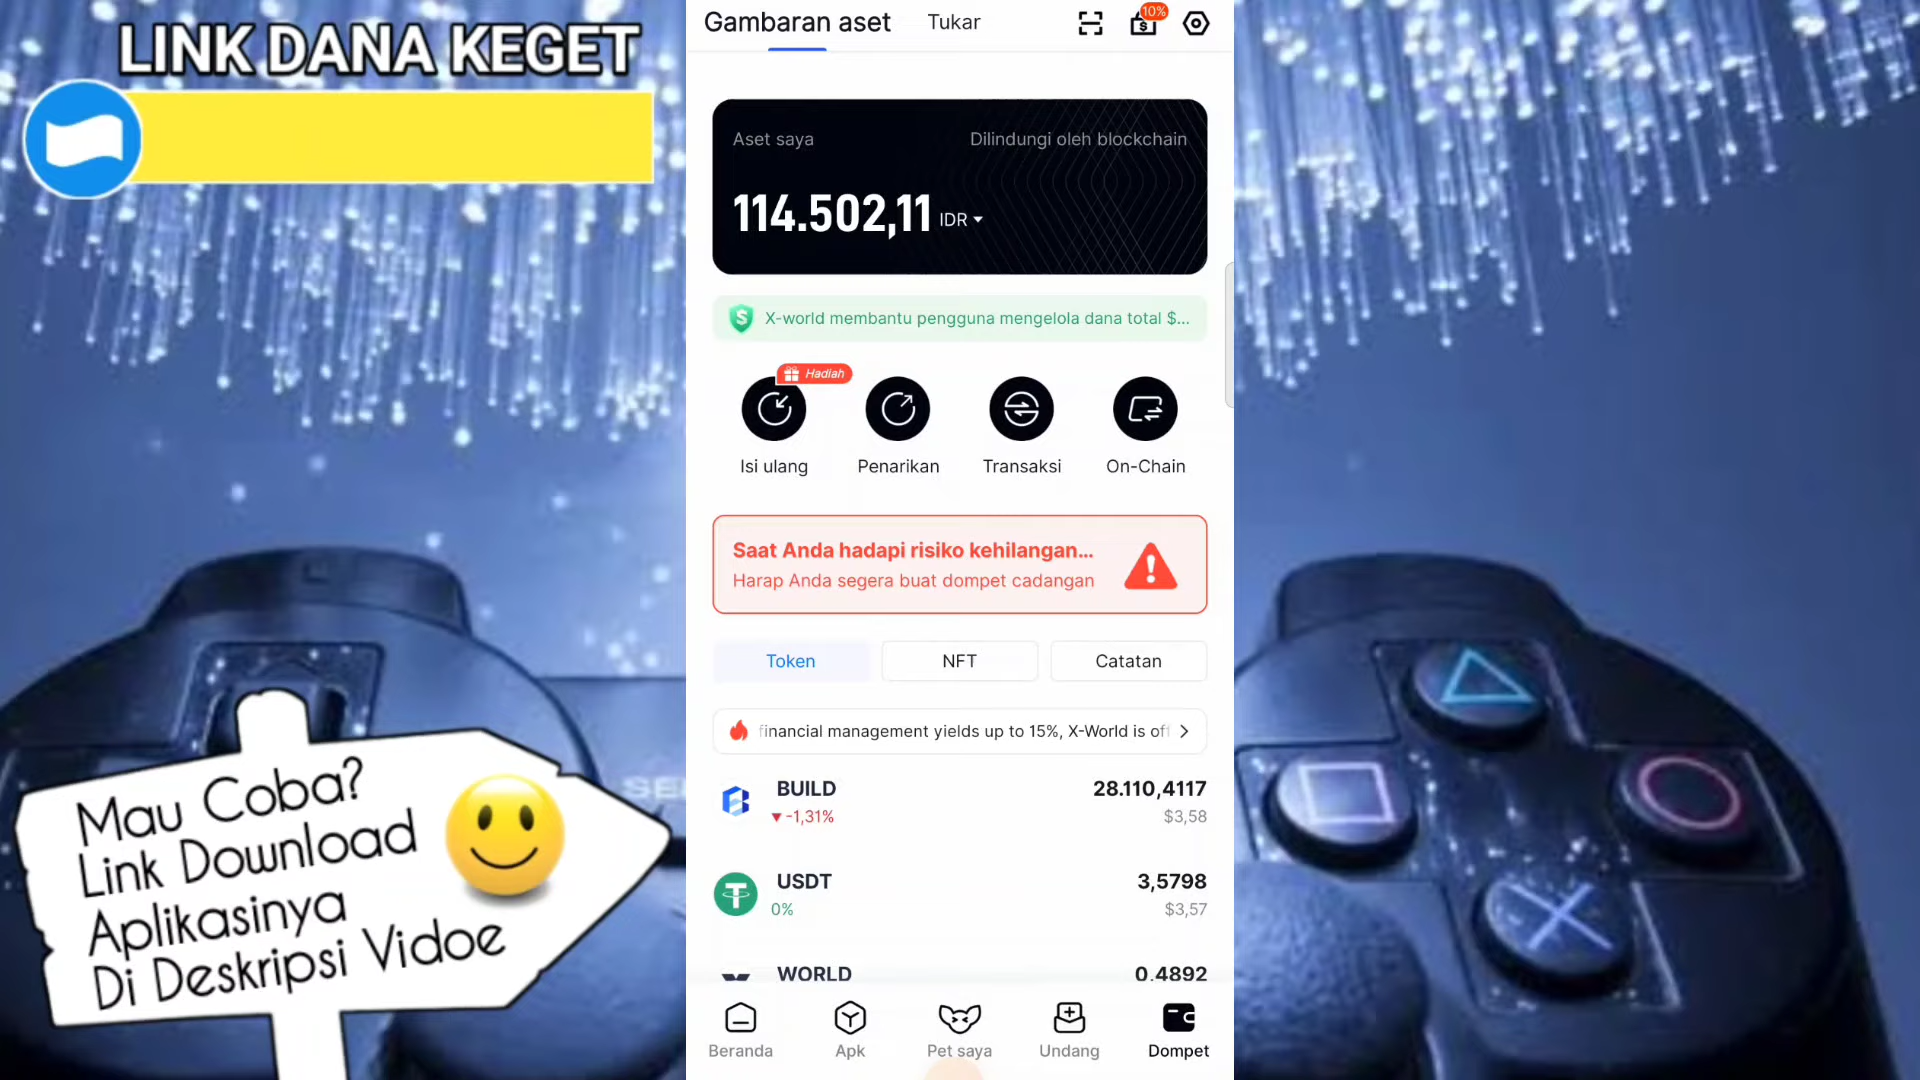 LINK DANA KEGET
Gambaran aset
Tukar
10%
Aset saya
Dilindungi oleh blockchain
114.502,11 IDR
X-world membantu pengguna mengelola dana total $...
Hadiah
Isi ulang
Penarikan
Transaksi
On-Chain
Saat Anda hadapi risiko kehilangan...
Harap Anda segera buat dompet cadangan
Token
NFT
Catatan
financial management yields up to 15%, X-World is off
BUILD
28.110,4117
-1,31%
$3,58
USDT
3,5798
0%
$3,57
WORLD
0,4892
Beranda
Apk
Pet saya
Undang
Dompet
Mau Coba?
Link Download
Aplikasinya
Di Deskripsi Vidoe